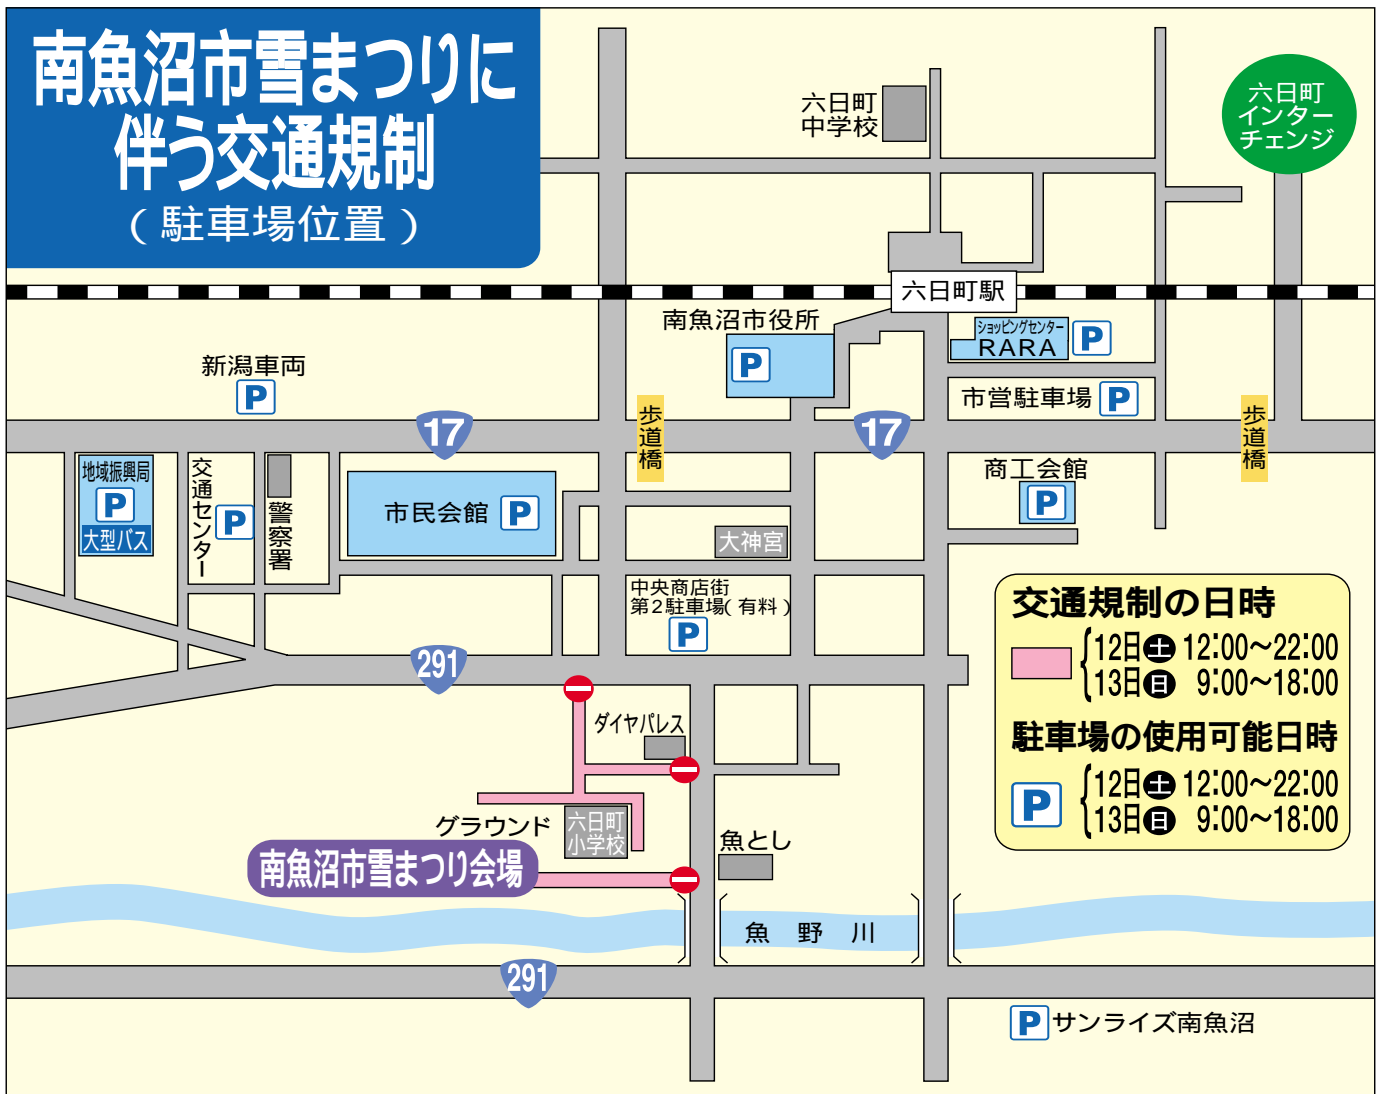 南魚沼市雪まつりに
伴う交通規制
(駐車場位置)
六日町
中学校
六日町
インター
チェンジ
六日町駅
南魚沼市役所
P
ショッピングセンター
RARA
P
新潟車両
P
市営駐車場 P
17
歩道橋
17
歩道橋
地域振興局
P
大型バス
交通センター
P
警察署
市民会館 P
商工会館
P
大神宮
中央商店街
第2駐車場(有料)
P
交通規制の日時
12日土 12:00〜22:00
13日日 9:00〜18:00
駐車場の使用可能日時
P
12日土 12:00〜22:00
13日日 9:00〜18:00
291
ダイヤパレス
グラウンド
六日町
小学校
魚とし
南魚沼市雪まつり会場
魚野川
291
P サンライズ南魚沼